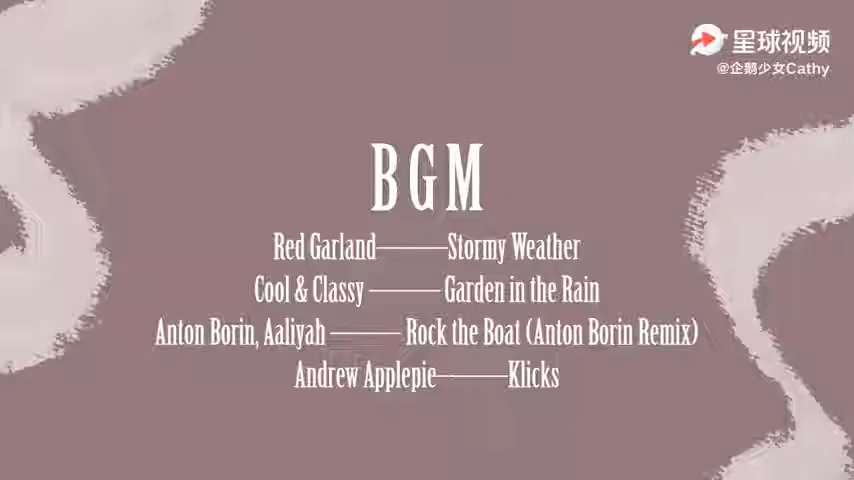 星球视频
@企鹅少女Cathy
BGM
Red Garland———Stormy Weather
Cool & Classy ——— Garden in the Rain
Anton Borin, Aaliyah ——— Rock the Boat (Anton Borin Remix)
Andrew Applepie———Klicks